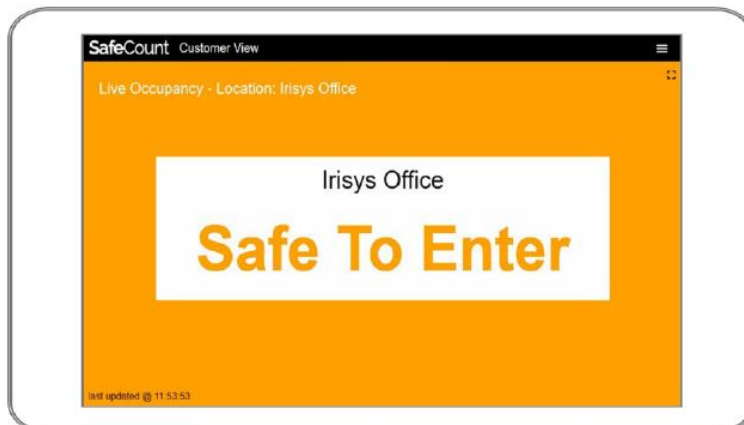 SafeCount Customer View
Live Occupancy - Location: Irisys Office
Irisys Office
Safe To Enter
last updated @ 11:53:53